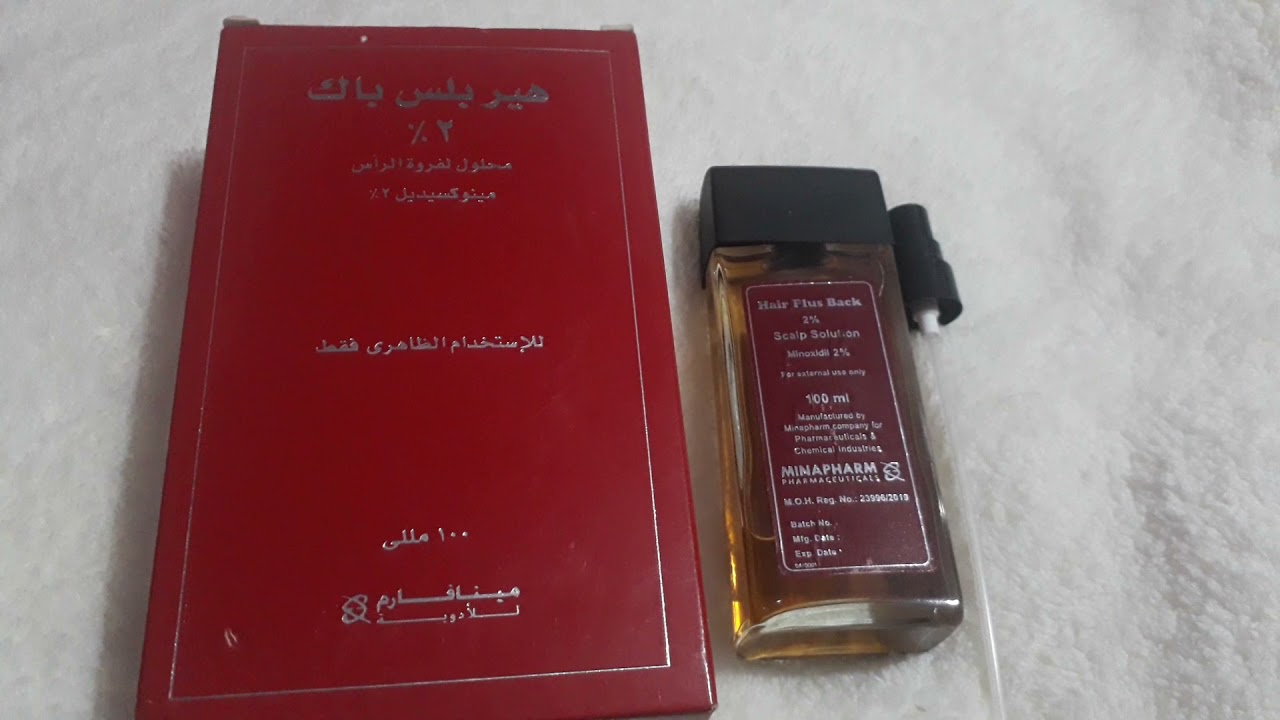 هير بلس باك
٢ ٪
محلول لفروة الرأس
مينوكسيديل ٢٪
للإستخدام الظاهرى فقط
١٠٠ مللى
مينافارم
للأدوية
Hair Plus Back
2%
Scalp Solution
Minoxidil 2%
For external use only
100 ml
Manufactured by
Minapharm company for
Pharmaceuticals &
Chemical Industries
MINAPHARM
PHARMACEUTICALS
M.O.H. Reg. No.: 23996/2019
Batch No. :
Mfg. Date :
Exp. Date :